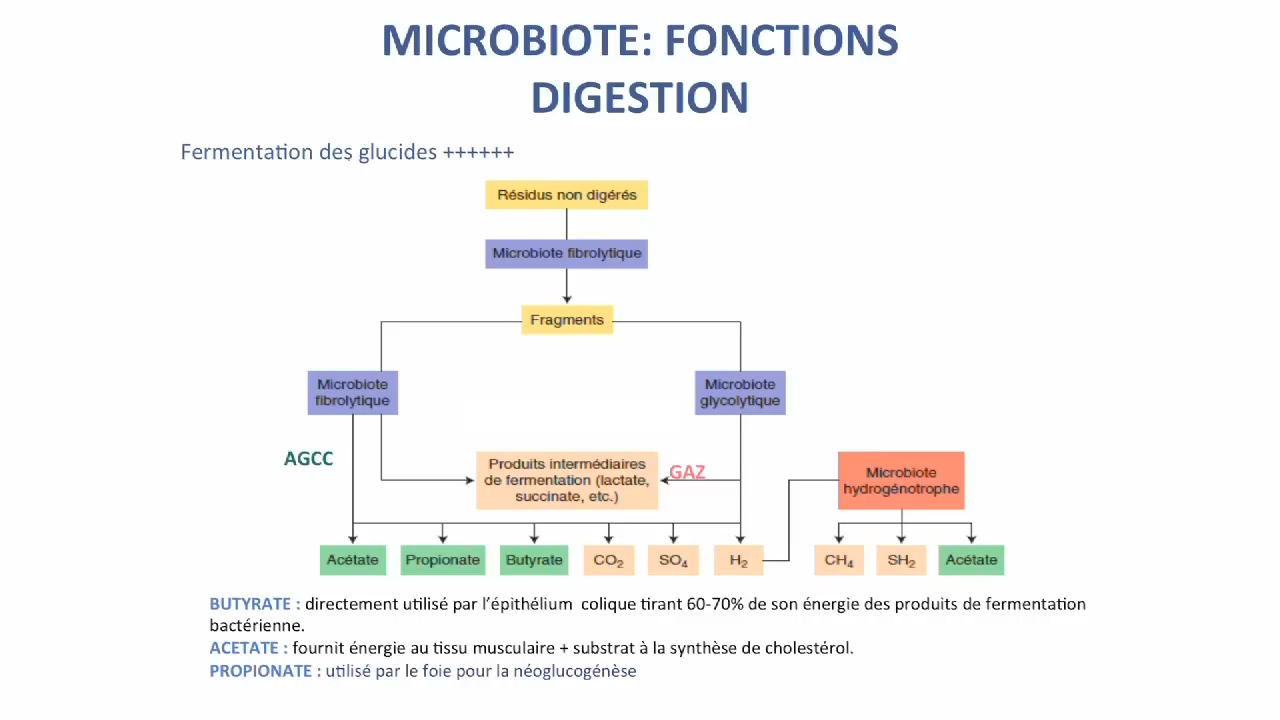 MICROBIOTE: FONCTIONS
DIGESTION
Fermentation des glucides ++++++
Résidus non digérés
Microbiote fibrolytique
Fragments
Microbiote
fibrolytique
Microbiote
glycolytique
AGCC
Produits intermédiaires
de fermentation (lactate,
succinate, etc.)
GAZ
Microbiote
hydrogénotrophe
Acétate
Propionate
Butyrate
CO₂
SO₄
H₂
CH₄
SH₂
Acétate
BUTYRATE : directement utilisé par l’épithélium colique tirant 60-70% de son énergie des produits de fermentation
bactérienne.
ACETATE : fournit énergie au tissu musculaire + substrat à la synthèse de cholestérol.
PROPIONATE : utilisé par le foie pour la néoglucogénèse